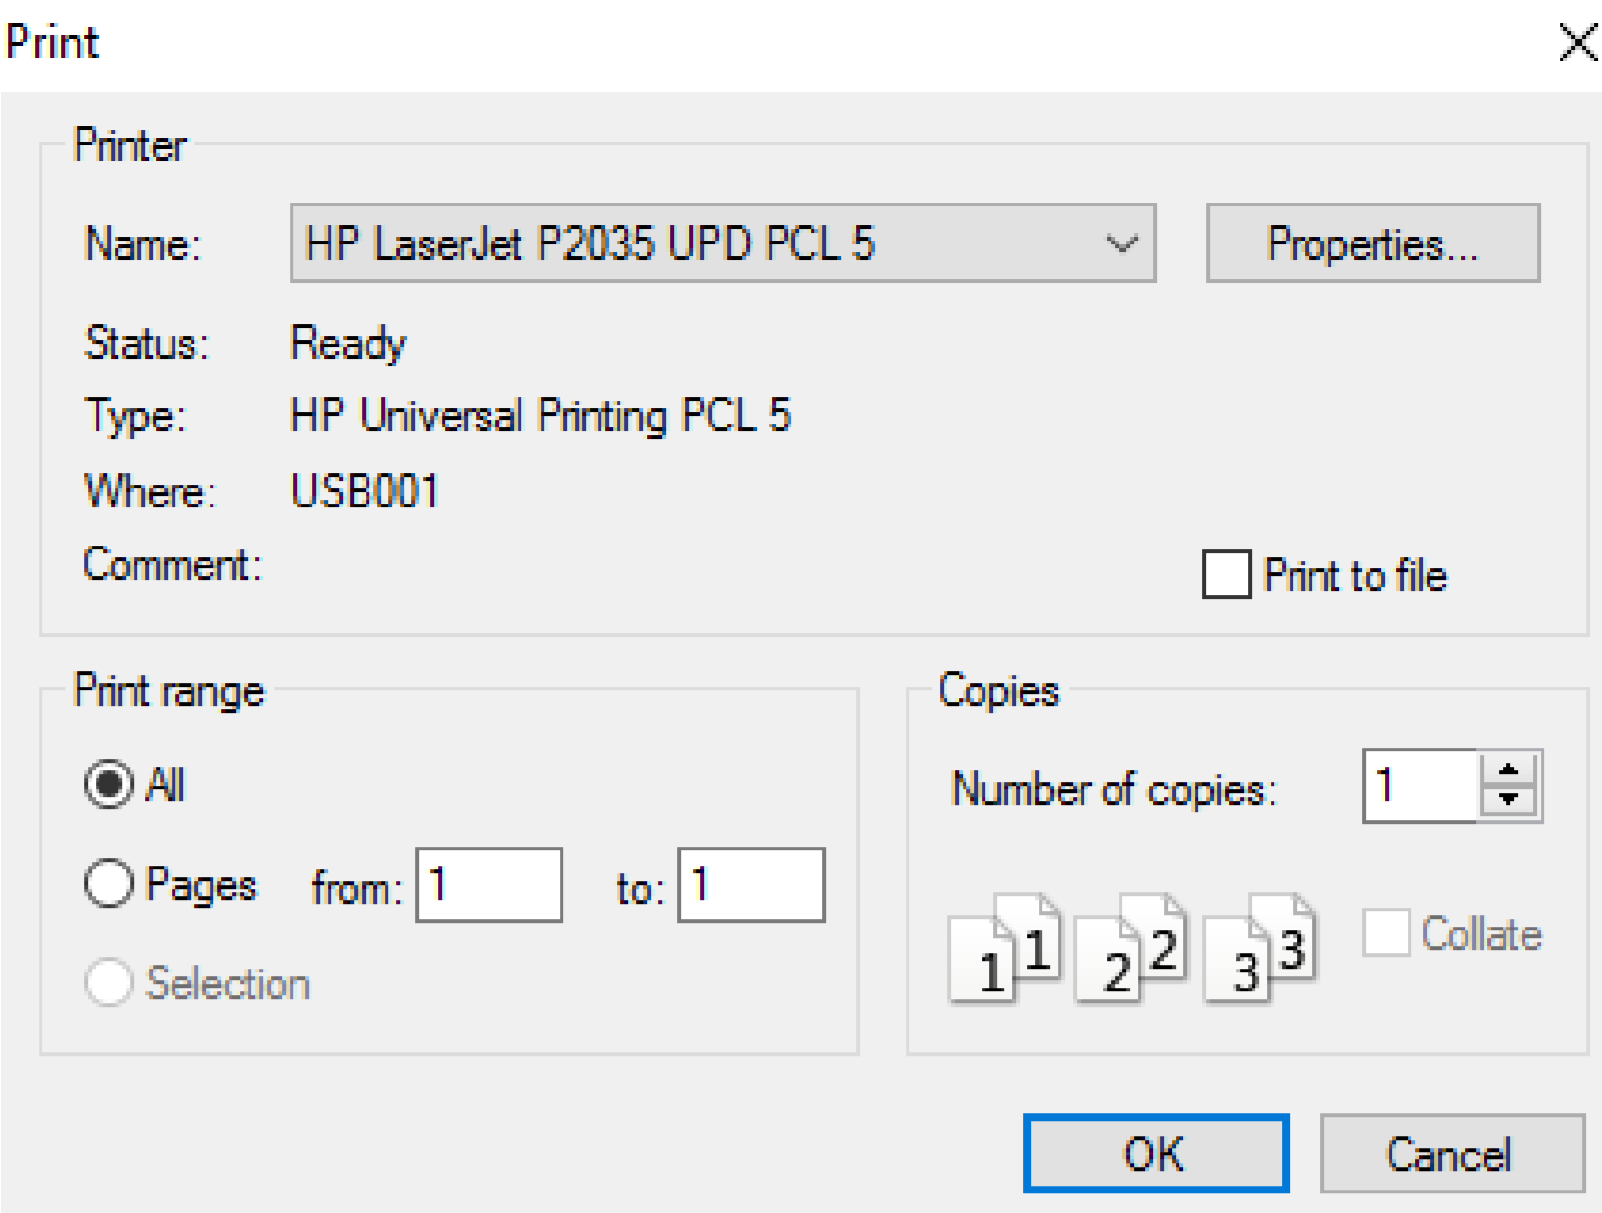 Print
Printer
Name: HP LaserJet P2035 UPD PCL 5 Properties...
Status: Ready
Type: HP Universal Printing PCL 5
Where: USB001
Comment: Print to file
Print range
All
Pages from: 1 to: 1
Selection
Copies
Number of copies: 1
1 1 2 2 3 3 Collate
OK Cancel